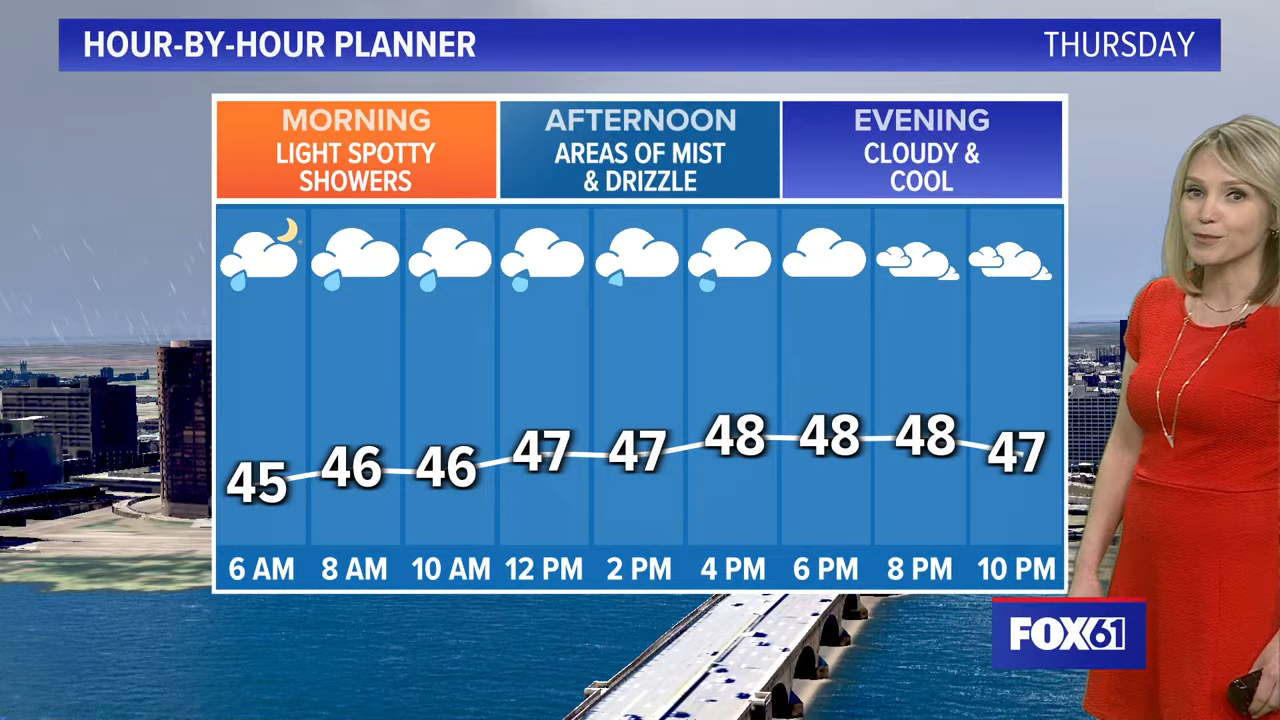 HOUR-BY-HOUR PLANNER
THURSDAY
MORNING
LIGHT SPOTTY
SHOWERS
AFTERNOON
AREAS OF MIST
& DRIZZLE
EVENING
CLOUDY &
COOL
45 46 46 47 47 48 48 48 47
6 AM 8 AM 10 AM 12 PM 2 PM 4 PM 6 PM 8 PM 10 PM
FOX61